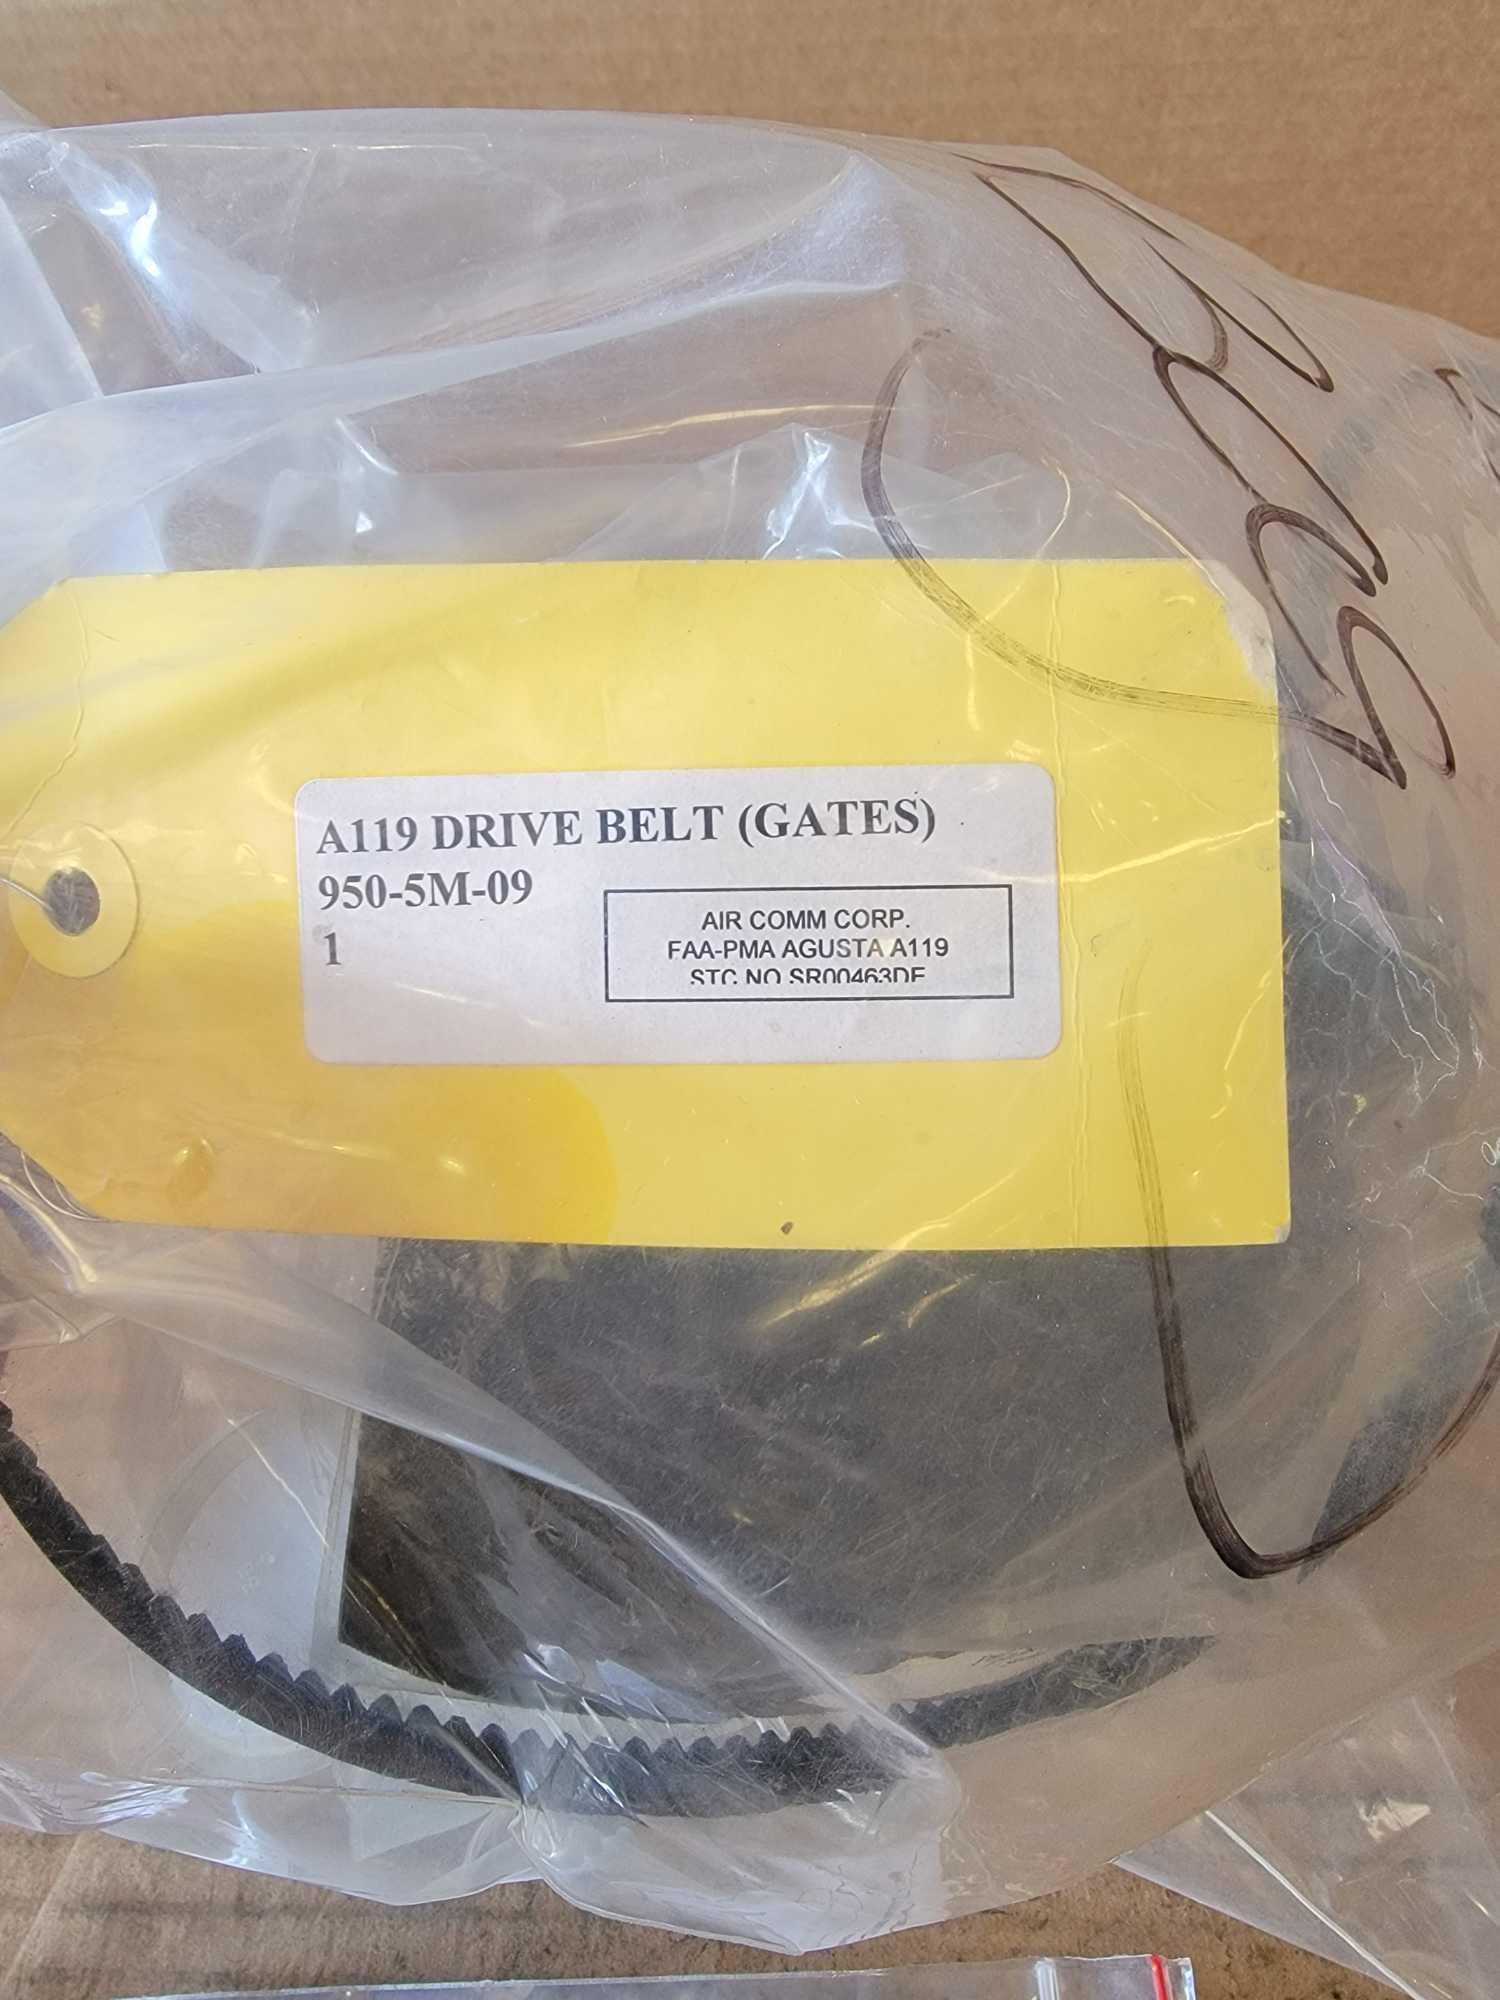 A119 DRIVE BELT (GATES)
950-5M-09
1
AIR COMM CORP.
FAA-PMA AGUSTA A119
STC NO SR00463DE